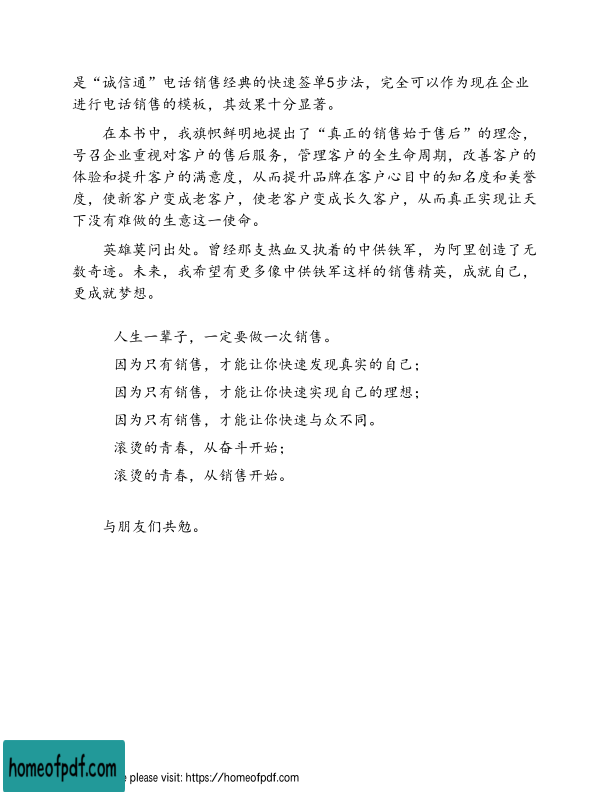 是“诚信通”电话销售经典的快速签单5步法，完全可以作为现在企业
进行电话销售的模板，其效果十分显著。
在本书中，我旗帜鲜明地提出了“真正的销售始于售后”的理念，
号召企业重视对客户的售后服务，管理客户的全生命周期，改善客户的
体验和提升客户的满意度，从而提升品牌在客户心目中的知名度和美誉
度，使新客户变成老客户，使老客户变成长久客户，从而真正实现让天
下没有难做的生意这一使命。
英雄莫问出处。曾经那支热血又执着的中供铁军，为阿里创造了无
数奇迹。未来，我希望有更多像中供铁军这样的销售精英，成就自己，
更成就梦想。
人生一辈子，一定要做一次销售。
因为只有销售，才能让你快速发现真实的自己；
因为只有销售，才能让你快速实现自己的理想；
因为只有销售，才能让你快速与众不同。
滚烫的青春，从奋斗开始；
滚烫的青春，从销售开始。
与朋友们共勉。
homeofpdf.com
e please visit: https://homeofpdf.com